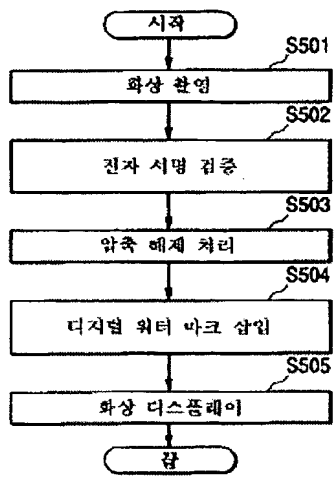 시작
S501
화상 촬영
S502
전자 서명 검증
S503
압축 해제 처리
S504
디지털 워터 마크 삽입
S505
화상 디스플레이
끝